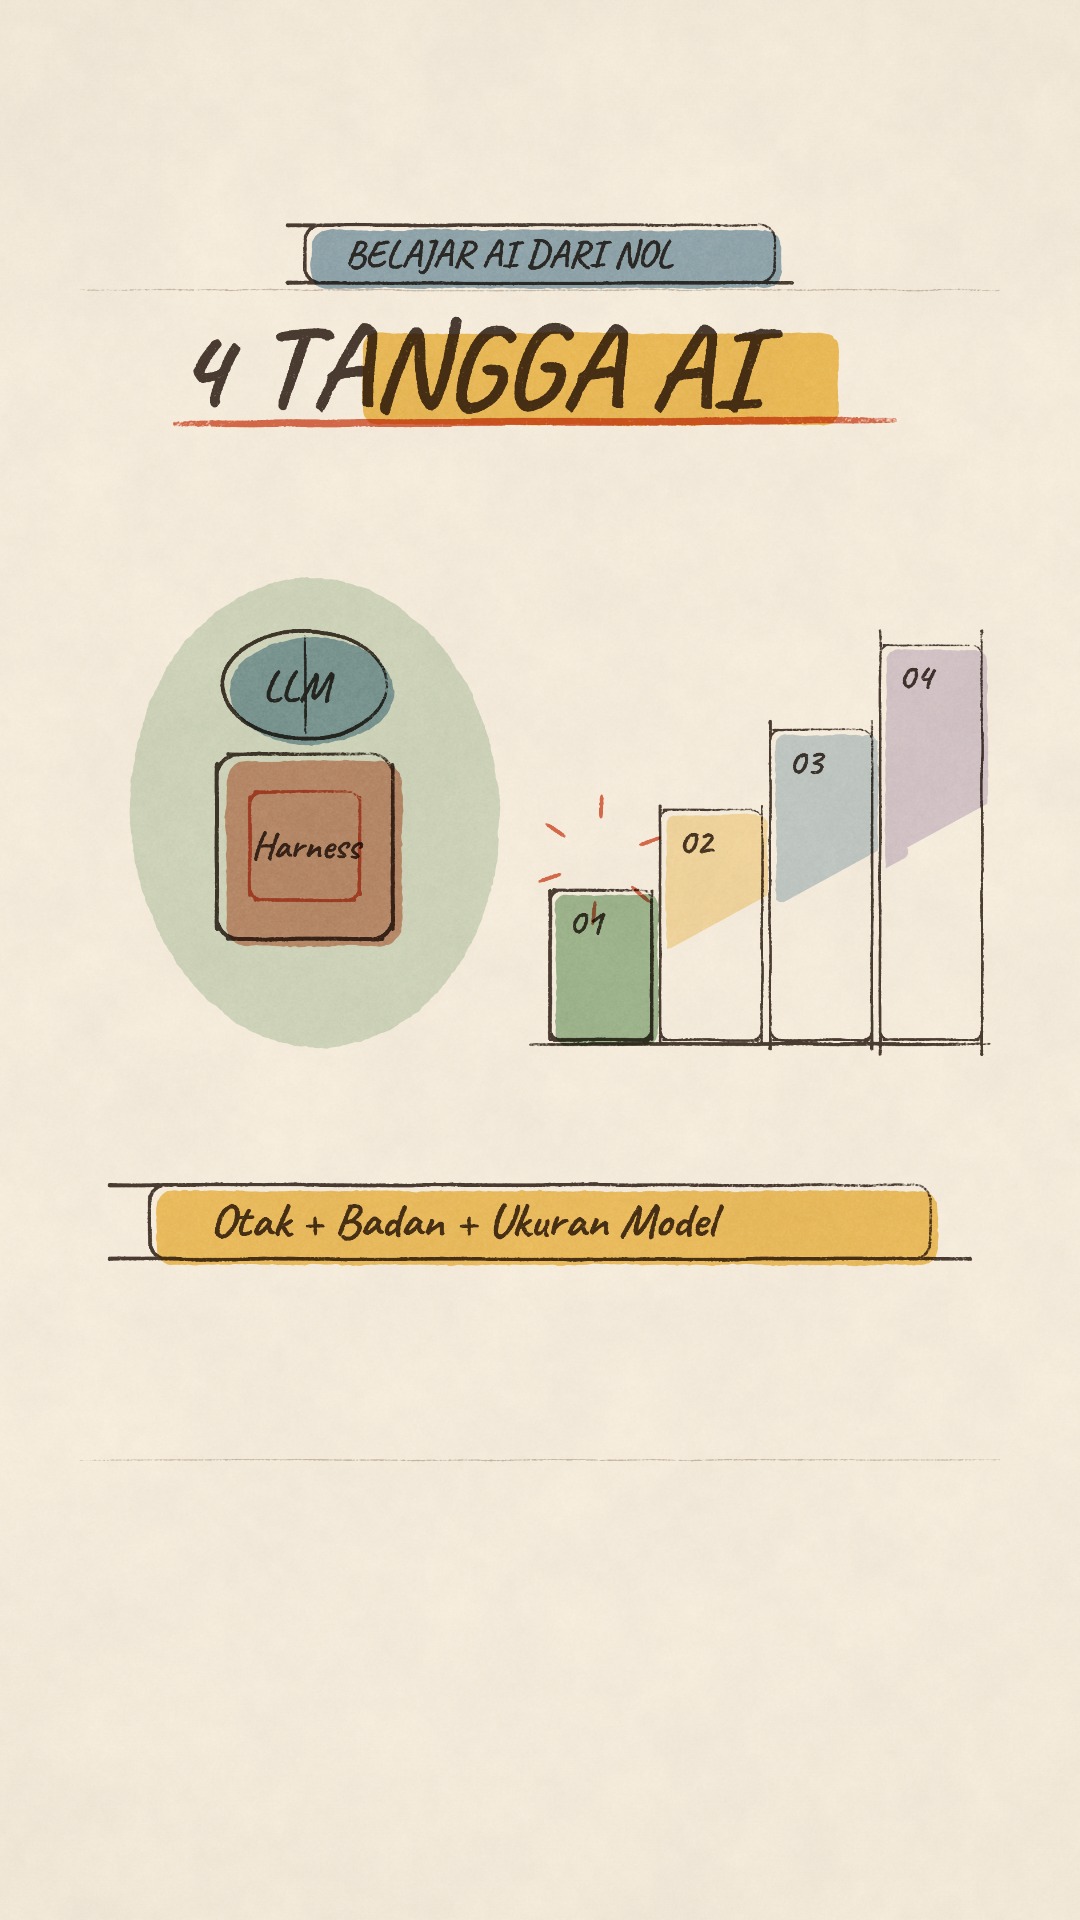 BELAJAR AI DARI NOL
4 TANGGA AI
LLM
Harness
01
02
03
04
Otak + Badan + Ukuran Model